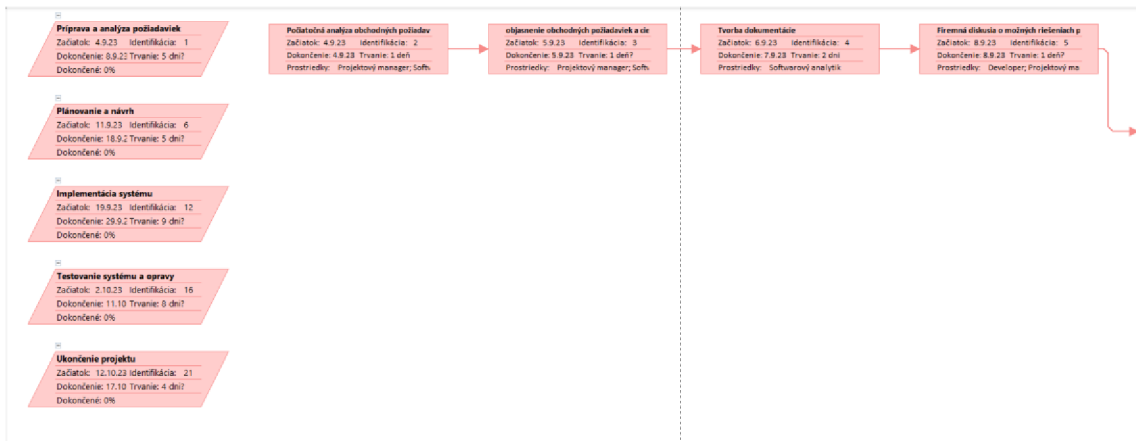 Príprava a analýza požiadaviek
Začiatok: 4.9.23 Identifikácia: 1
Dokončenie: 8.9.23 Trvanie: 5 dní?
Dokončené: 0%
Počiatočná analýza obchodných požiadav
Začiatok: 4.9.23 Identifikácia: 2
Dokončenie: 4.9.23 Trvanie: 1 deň
Prostriedky: Projektový manager; Softv
objasnenie obchodných požiadaviek a cie
Začiatok: 5.9.23 Identifikácia: 3
Dokončenie: 5.9.23 Trvanie: 1 deň?
Prostriedky: Projektový manager; Softv
Tvorba dokumentácie
Začiatok: 6.9.23 Identifikácia: 4
Dokončenie: 7.9.23 Trvanie: 2 dní
Prostriedky: Softwarový analytik
Firemná diskusia o možných riešeniach p
Začiatok: 8.9.23 Identifikácia: 5
Dokončenie: 8.9.23 Trvanie: 1 deň?
Prostriedky: Developer; Projektový ma
Plánovanie a návrh
Začiatok: 11.9.23 Identifikácia: 6
Dokončenie: 18.9.2 Trvanie: 5 dní?
Dokončené: 0%
Implementácia systému
Začiatok: 19.9.23 Identifikácia: 12
Dokončenie: 29.9.2 Trvanie: 9 dní?
Dokončené: 0%
Testovanie systému a opravy
Začiatok: 2.10.23 Identifikácia: 16
Dokončenie: 11.10 Trvanie: 8 dní?
Dokončené: 0%
Ukončenie projektu
Začiatok: 12.10.23 Identifikácia: 21
Dokončenie: 17.10 Trvanie: 4 dní?
Dokončené: 0%